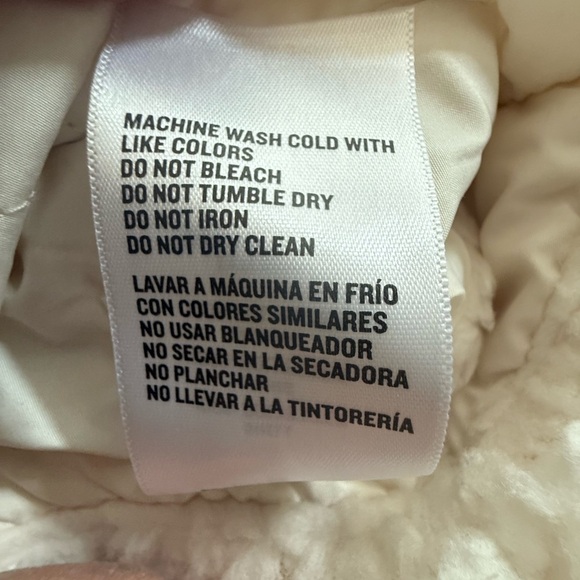 MACHINE WASH COLD WITH
LIKE COLORS
DO NOT BLEACH
DO NOT TUMBLE DRY
DO NOT IRON
DO NOT DRY CLEAN
LAVAR A MÁQUINA EN FRÍO
CON COLORES SIMILARES
NO USAR BLANQUEADOR
NO SECAR EN LA SECADORA
NO PLANCHAR
NO LLEVAR A LA TINTORERÍA